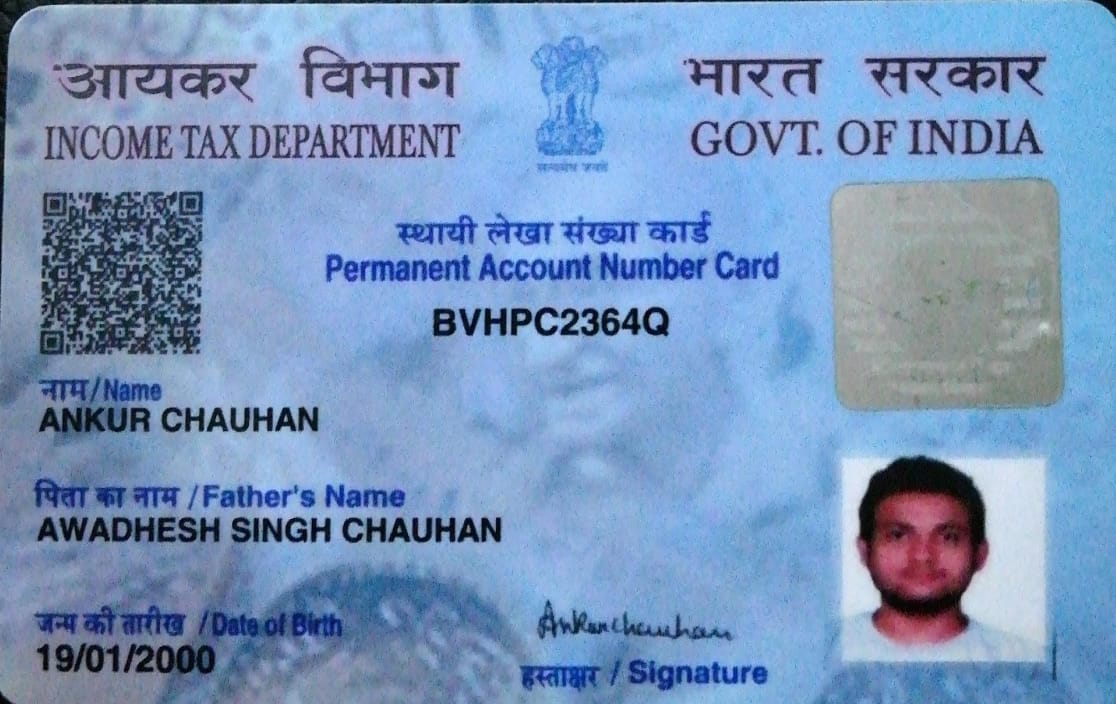 आयकर विभाग
INCOME TAX DEPARTMENT
भारत सरकार
GOVT. OF INDIA
सत्यमेव जयते
स्थायी लेखा संख्या कार्ड
Permanent Account Number Card
BVHPC2364Q
नाम/Name
ANKUR CHAUHAN
पिता का नाम /Father's Name
AWADHESH SINGH CHAUHAN
जन्म की तारीख /Date of Birth
19/01/2000
Ankurchauhan
हस्ताक्षर / Signature